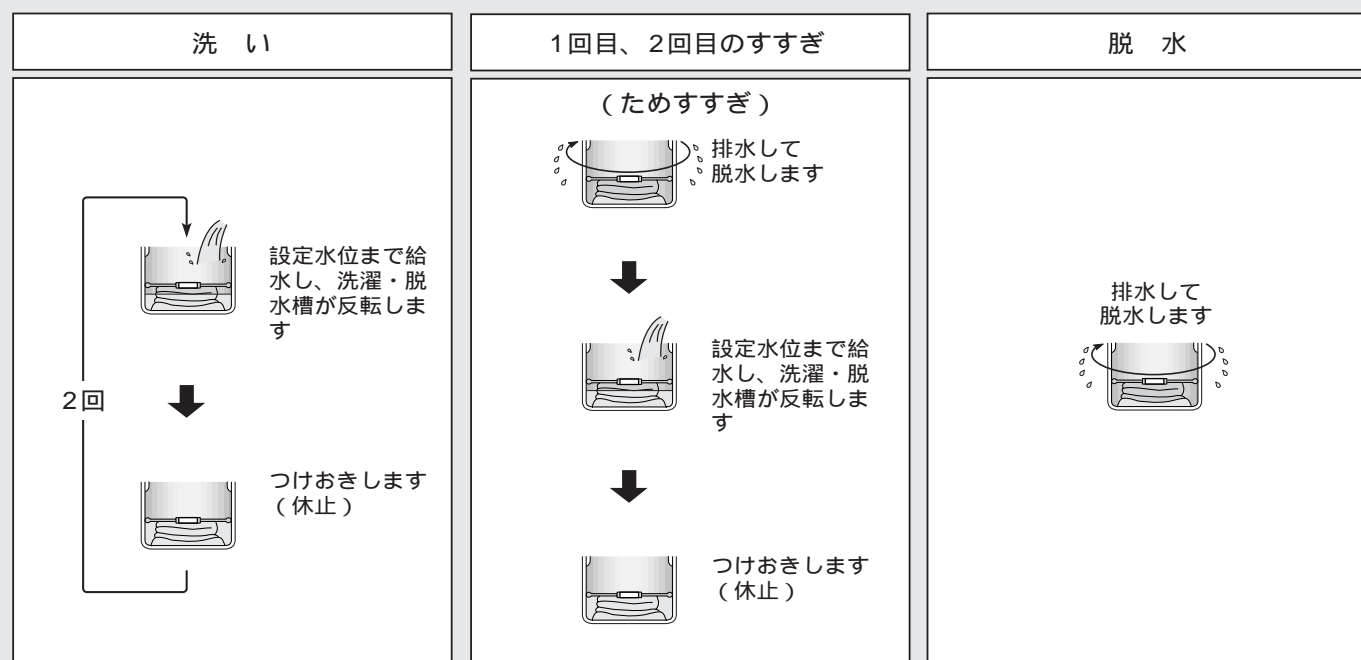 洗 い
2回
設定水位まで給
水し、洗濯・脱
水槽が反転しま
す
つけおきします
（休止）
1回目、2回目のすすぎ
（ためすすぎ）
排水して
脱水します
設定水位まで給
水し、洗濯・脱
水槽が反転しま
す
つけおきします
（休止）
脱 水
排水して
脱水します